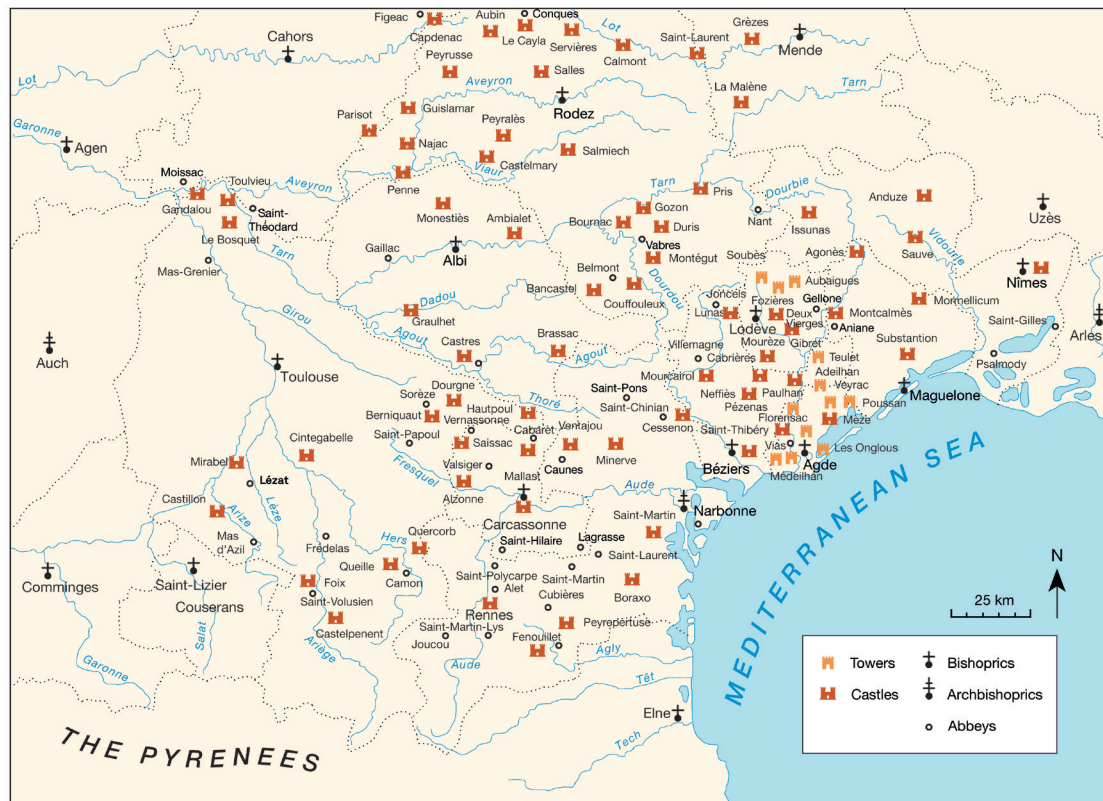 Figeac
Aubin
Conques
Grèzes
Cahors
Capdenac
Le Cayla
Lot
Saint-Laurent
Servières
Mende
Peyrusse
Calmont
Lot
Salles
Tarn
Aveyron
La Malène
Garonne
Guislamar
Rodez
Parisot
Peyralès
Agen
Najac
Salmiech
Castelmary
Moissac
Viaur
Toulvieu
Aveyron
Penne
Tarn
Pris
Dourbie
Anduze
Gandalou
Saint-
Théodard
Monestiès
Ambialet
Bournac
Gozon
Nant
Issunas
Uzès
Le Bosquet
Duris
Vidourle
Gaillac
Albi
Vabres
Soubès
Agonès
Sauve
Mas-Grenier
Tarn
Montégut
Belmont
Nîmes
Dourdou
Aubaigues
Bancastel
Couffouleux
Joncels
Fozières
Gellone
Mormellicum
Dadou
Lunas
Deux
Vierges
Montcalmès
Girou
Graulhet
Lodève
Aniane
Saint-Gilles
Agout
Brassac
Villemagne
Mourèze
Gibret
Arles
Auch
Castres
Agout
Cabrières
Teulet
Substantion
Toulouse
Mourcairol
Adeilhan
Psalmody
Dourgne
Saint-Pons
Neffiès
Paulhan
Veyrac
Maguelone
Sorèze
Thoré
Pézenas
Poussan
Berniquaut
Hautpoul
Saint-Chinian
Florensac
Vernassonne
Cabaret
Ventajou
Cessenon
Saint-Thibéry
Mèze
Cintegabelle
Saint-Papoul
Saissac
Vias
Les Onglous
Mirabel
Valsiger
Caunes
Minerve
Béziers
Agde
Fresquel
Mallast
Médeilhan
Lézat
Alzonne
Aude
Castillon
Narbonne
Arize
Lèze
Carcassonne
Saint-Martin
Mas
d'Azil
Frédelas
Hers
Quercorb
Saint-Hilaire
Lagrasse
Saint-Laurent
Comminges
Saint-Lizier
Queille
Camon
Saint-Polycarpe
Saint-Martin
Foix
Alet
Cubières
Boraxo
Couserans
Saint-Volusien
Rennes
Castelpenent
Saint-Martin-Lys
Peyrepertuse
Salat
Joucou
Fenouillet
Ariège
Aude
Agly
Garonne
Têt
Elne
Tech
THE PYRENEES
MEDITERRANEAN SEA
N
25 km
Towers
Bishoprics
Castles
Archbishoprics
Abbeys